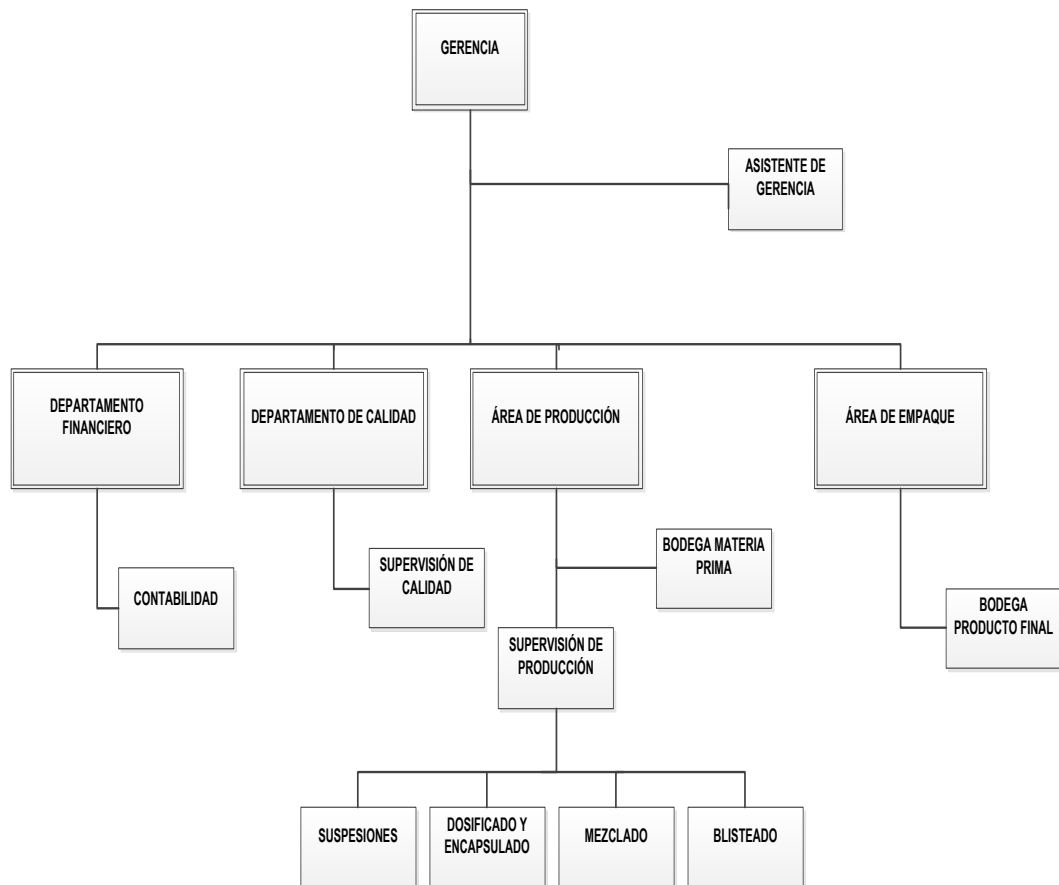 GERENCIA
ASISTENTE DE
GERENCIA
DEPARTAMENTO
FINANCIERO
DEPARTAMENTO DE CALIDAD
ÁREA DE PRODUCCIÓN
ÁREA DE EMPAQUE
CONTABILIDAD
SUPERVISIÓN DE
CALIDAD
BODEGA MATERIA
PRIMA
BODEGA
PRODUCTO FINAL
SUPERVISIÓN DE
PRODUCCIÓN
SUSPESIONES
DOSIFICADO Y
ENCAPSULADO
MEZCLADO
BLISTEADO